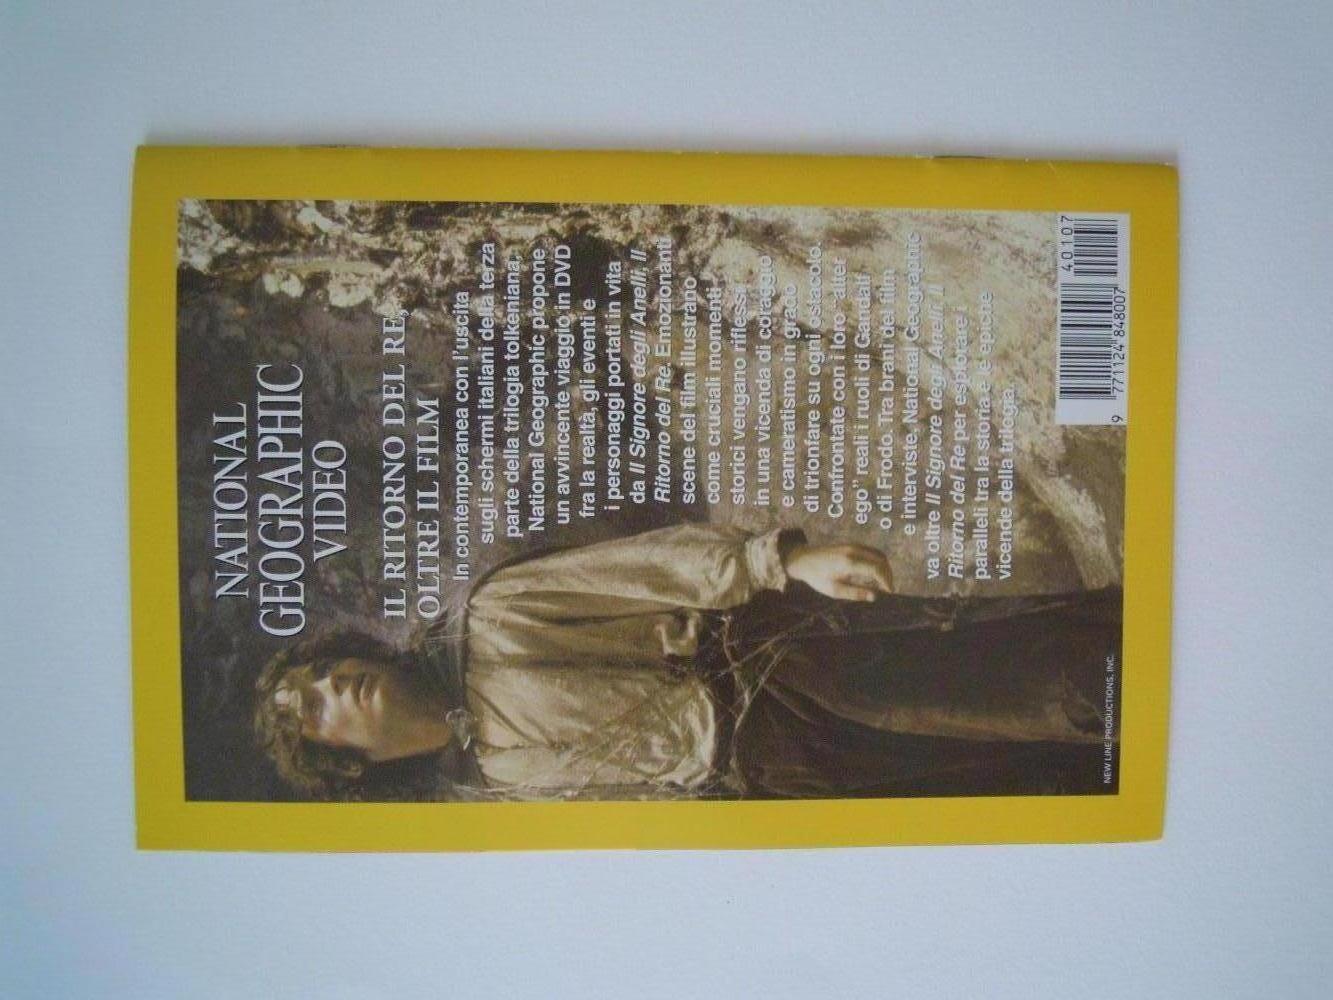 NATIONAL
GEOGRAPHIC
VIDEO
IL RITORNO DEL RE,
OLTRE IL FILM
In contemporanea con l'uscita
sugli schermi italiani della terza
parte della trilogia tolkeniana,
National Geographic propone
un avvincente viaggio in DVD
fra la realtà, gli eventi e
i personaggi portati in vita
da Il Signore degli Anelli, Il
Ritorno del Re. Emozionanti
scene del film illustrano
come cruciali momenti
storici vengano riflessi
in una vicenda di coraggio
e cameratismo in grado
di trionfare su ogni ostacolo.
Confrontate con i loro "alter
ego" reali i ruoli di Gandalf
o di Frodo. Tra brani del film
e interviste, National Geographic
va oltre Il Signore degli Anelli, Il
Ritorno del Re per esplorare i
paralleli tra la storia e le epiche
vicende della trilogia.
NEW LINE PRODUCTIONS, INC.
40107
9 771124 848007